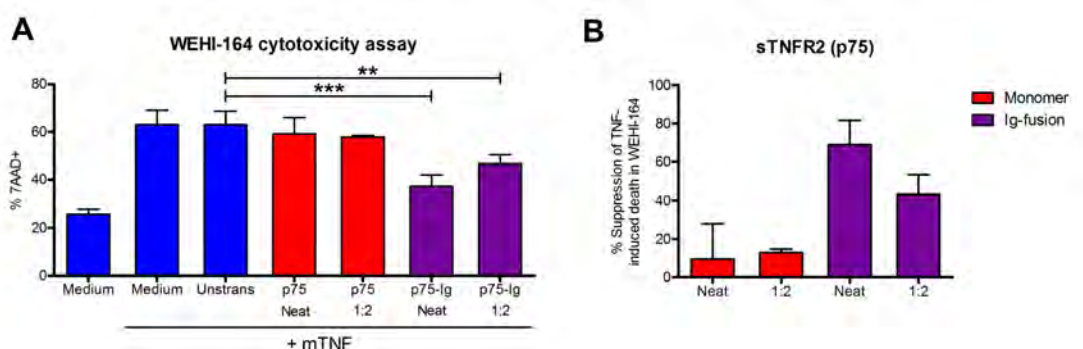 A
WEHI-164 cytotoxicity assay
**
***
% 7AAD+
80
60
40
20
0
Medium Medium Unstrans p75 p75 p75-Ig p75-Ig
Neat 1:2 Neat 1:2
+ mTNF
B
sTNFR2 (p75)
% Suppression of TNF-
induced death in WEHI-164
100
80
60
40
20
0
Neat 1:2 Neat 1:2
Monomer
Ig-fusion